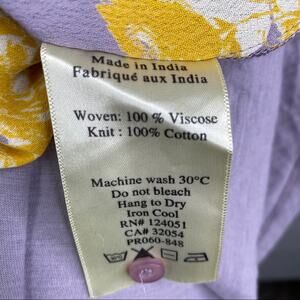 Made in India
Fabriqué aux India
Woven: 100 % Viscose
Knit : 100% Cotton
Machine wash 30°C
Do not bleach
Hang to Dry
Iron Cool
RN# 124051
CA# 32054
PR060-848